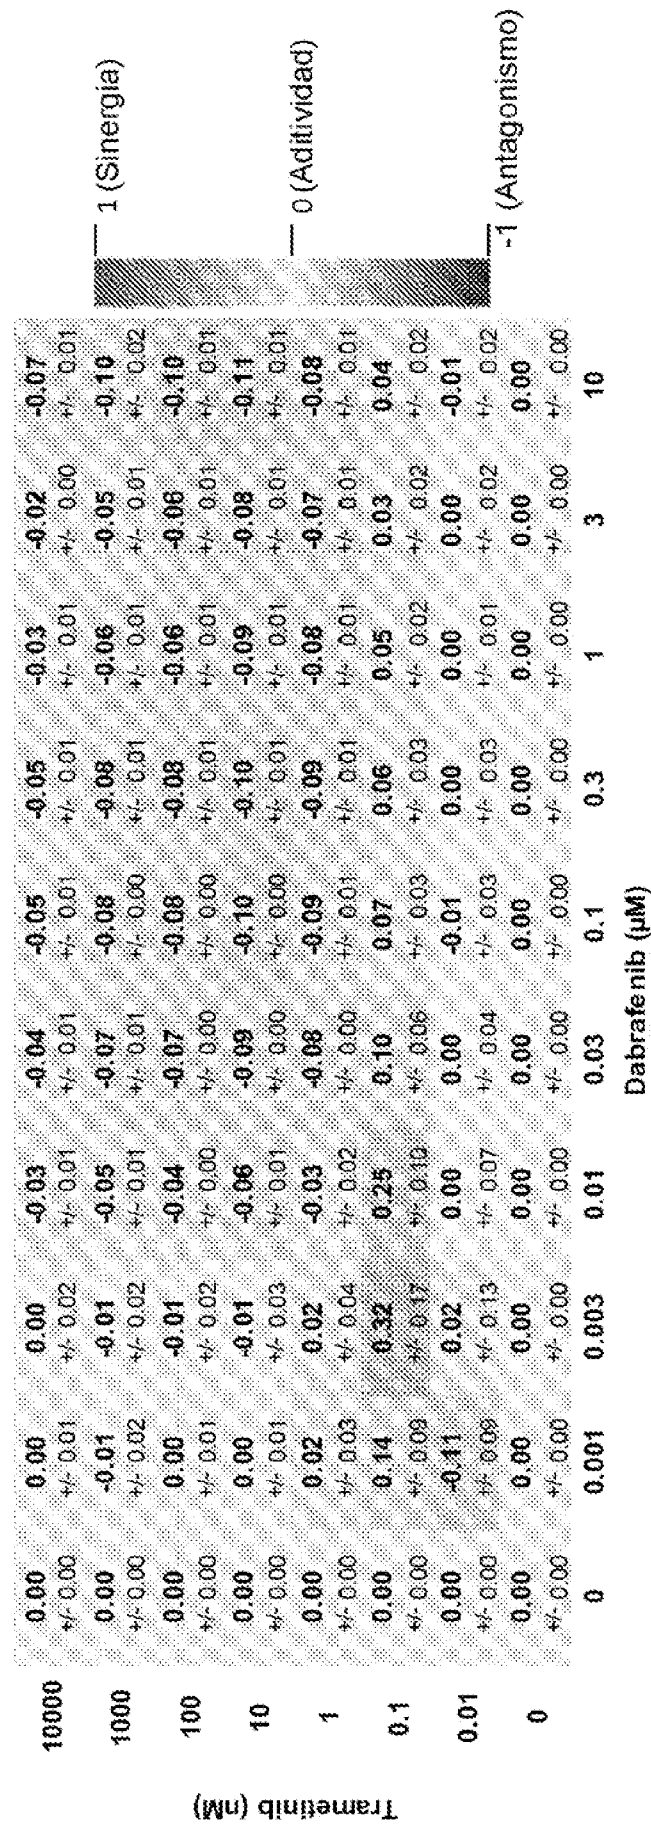 Trametinib (nM)
10000 0.00 0.00 0.00 -0.03 -0.04 -0.05 -0.05 -0.03 -0.02 -0.07
+/- 0.00 +/- 0.01 +/- 0.02 +/- 0.01 +/- 0.01 +/- 0.01 +/- 0.01 +/- 0.01 +/- 0.00 +/- 0.01
1000 0.00 -0.01 -0.01 -0.05 -0.07 -0.08 -0.08 -0.06 -0.05 -0.10
+/- 0.00 +/- 0.02 +/- 0.02 +/- 0.01 +/- 0.01 +/- 0.00 +/- 0.01 +/- 0.01 +/- 0.01 +/- 0.02
100 0.00 0.00 -0.01 -0.04 -0.07 -0.08 -0.08 -0.06 -0.06 -0.10
+/- 0.00 +/- 0.01 +/- 0.02 +/- 0.00 +/- 0.00 +/- 0.00 +/- 0.01 +/- 0.01 +/- 0.01 +/- 0.01
10 0.00 0.00 -0.01 -0.06 -0.09 -0.10 -0.10 -0.09 -0.08 -0.11
+/- 0.00 +/- 0.01 +/- 0.03 +/- 0.01 +/- 0.00 +/- 0.00 +/- 0.01 +/- 0.01 +/- 0.01 +/- 0.01
1 0.00 0.02 0.02 -0.03 -0.08 -0.09 -0.09 -0.08 -0.07 -0.08
+/- 0.00 +/- 0.03 +/- 0.04 +/- 0.02 +/- 0.00 +/- 0.01 +/- 0.01 +/- 0.01 +/- 0.01 +/- 0.01
0.1 0.00 0.14 0.32 0.25 0.10 0.07 0.06 0.05 0.03 0.04
+/- 0.00 +/- 0.09 +/- 0.17 +/- 0.10 +/- 0.06 +/- 0.03 +/- 0.03 +/- 0.02 +/- 0.02 +/- 0.02
0.01 0.00 -0.11 0.02 0.00 0.00 -0.01 0.00 0.00 0.00 -0.01
+/- 0.00 +/- 0.09 +/- 0.13 +/- 0.07 +/- 0.04 +/- 0.03 +/- 0.03 +/- 0.01 +/- 0.02 +/- 0.02
0 0.00 0.00 0.00 0.00 0.00 0.00 0.00 0.00 0.00 0.00
+/- 0.00 +/- 0.00 +/- 0.00 +/- 0.00 +/- 0.00 +/- 0.00 +/- 0.00 +/- 0.00 +/- 0.00 +/- 0.00
0 0.001 0.003 0.01 0.03 0.1 0.3 1 3 10
Dabrafenib (µM)
1 (Sinergia)
0 (Aditividad)
-1 (Antagonismo)